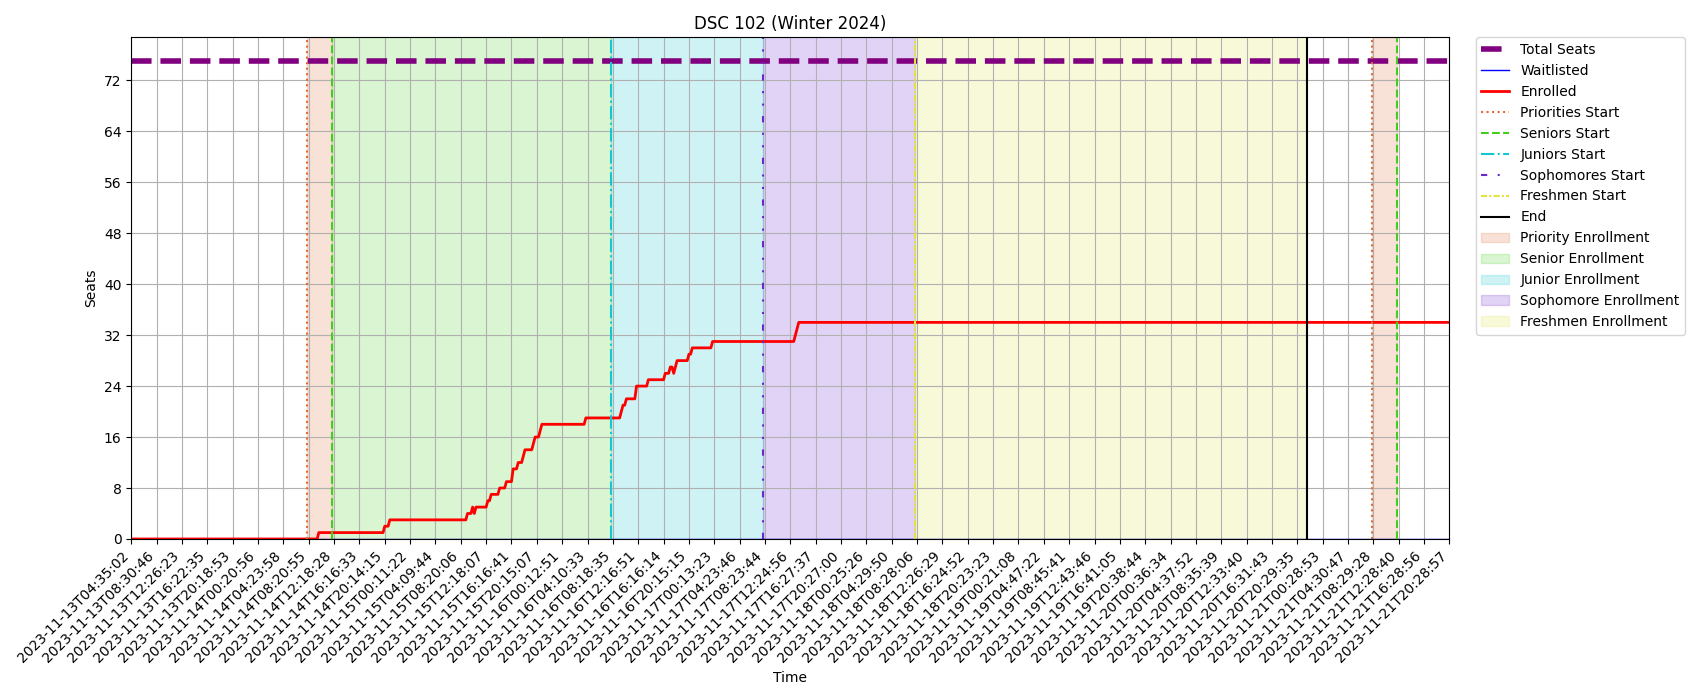 DSC 102 (Winter 2024)
Total Seats
Waitlisted
Enrolled
Priorities Start
Seniors Start
Juniors Start
Sophomores Start
Freshmen Start
End
Priority Enrollment
Senior Enrollment
Junior Enrollment
Sophomore Enrollment
Freshmen Enrollment
Seats
72
64
56
48
40
32
24
16
8
0
2023-11-13T04:35:02
2023-11-13T08:30:46
2023-11-13T12:26:23
2023-11-13T16:22:35
2023-11-13T20:18:53
2023-11-14T00:20:56
2023-11-14T04:23:58
2023-11-14T08:20:55
2023-11-14T12:18:28
2023-11-14T16:16:33
2023-11-14T20:14:15
2023-11-15T00:11:22
2023-11-15T04:09:44
2023-11-15T08:20:06
2023-11-15T12:18:07
2023-11-15T16:16:41
2023-11-15T20:15:07
2023-11-16T00:12:51
2023-11-16T04:10:33
2023-11-16T08:18:35
2023-11-16T12:16:51
2023-11-16T16:16:14
2023-11-16T20:15:15
2023-11-17T00:13:23
2023-11-17T04:23:46
2023-11-17T08:23:44
2023-11-17T12:24:56
2023-11-17T16:27:37
2023-11-17T20:27:00
2023-11-18T00:25:26
2023-11-18T04:29:50
2023-11-18T08:28:06
2023-11-18T12:26:29
2023-11-18T16:24:52
2023-11-18T20:23:23
2023-11-19T00:21:08
2023-11-19T04:47:22
2023-11-19T08:45:41
2023-11-19T12:43:46
2023-11-19T16:41:05
2023-11-19T20:38:44
2023-11-20T00:36:34
2023-11-20T04:37:52
2023-11-20T08:35:39
2023-11-20T12:33:40
2023-11-20T16:31:43
2023-11-20T20:29:35
2023-11-21T00:28:53
2023-11-21T04:30:47
2023-11-21T08:29:28
2023-11-21T12:28:40
2023-11-21T16:28:56
2023-11-21T20:28:57
Time